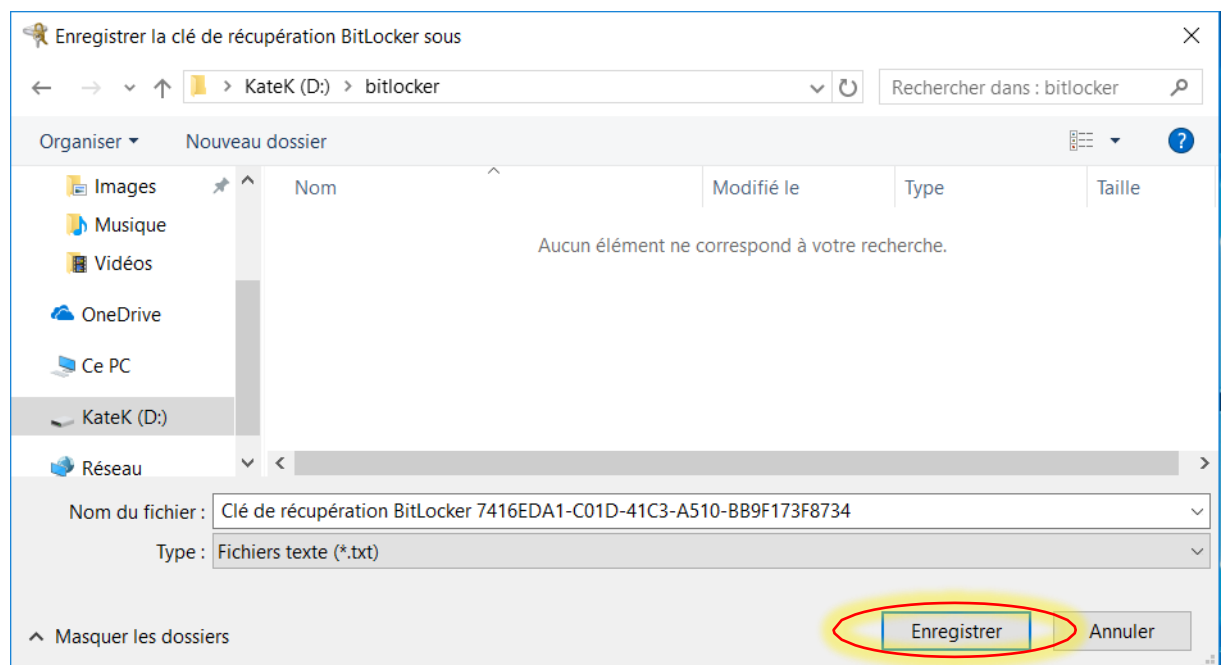 Enregistrer la clé de récupération BitLocker sous
KateK (D:) > bitlocker
Rechercher dans : bitlocker
Organiser
Nouveau dossier
?
Images
Musique
Vidéos
OneDrive
Ce PC
KateK (D:)
Réseau
Nom
Modifié le
Type
Taille
Aucun élément ne correspond à votre recherche.
Nom du fichier : Clé de récupération BitLocker 7416EDA1-C01D-41C3-A510-BB9F173F8734
Type : Fichiers texte (*.txt)
Masquer les dossiers
Enregistrer
Annuler